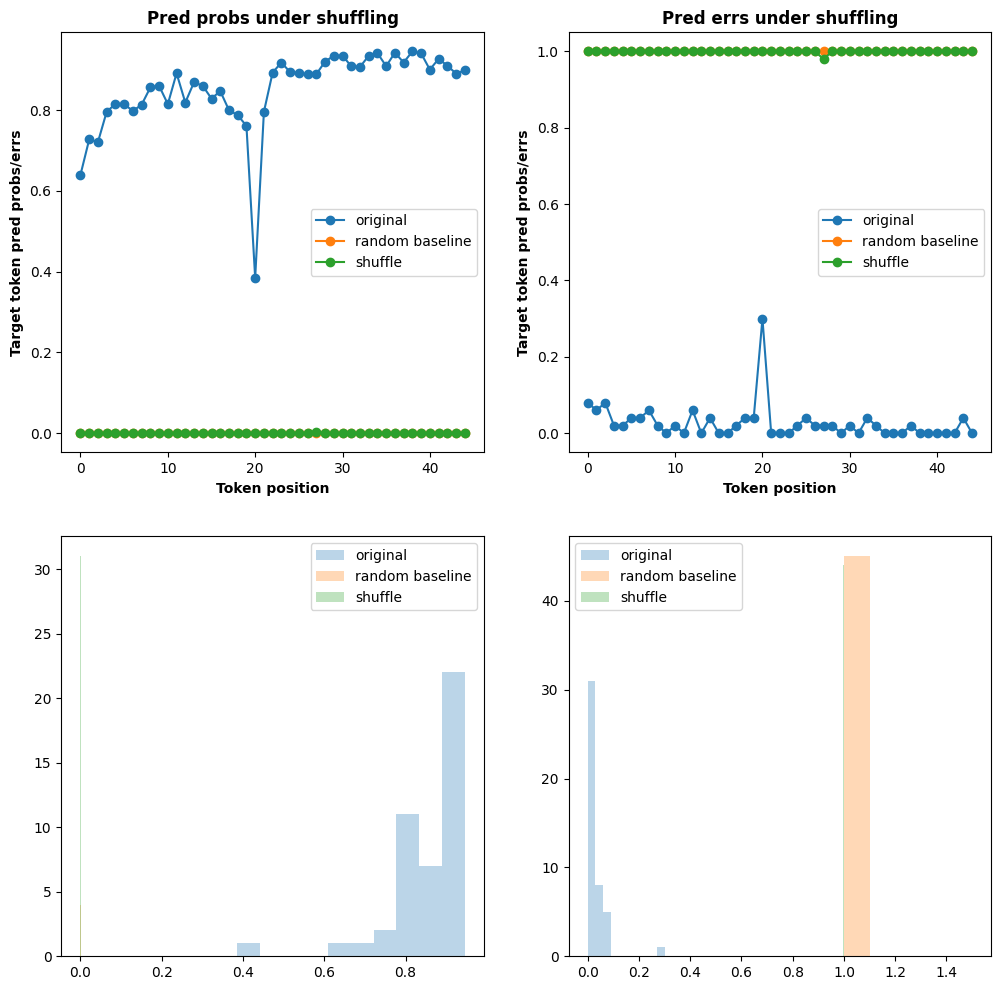 Pred probs under shuffling
Target token pred probs/errs
0.8
0.6
0.4
0.2
0.0
original
random baseline
shuffle
0
10
20
30
40
Token position
Pred errs under shuffling
Target token pred probs/errs
1.0
0.8
0.6
0.4
0.2
0.0
original
random baseline
shuffle
0
10
20
30
40
Token position
30
25
20
15
10
5
0
original
random baseline
shuffle
0.0
0.2
0.4
0.6
0.8
40
30
20
10
0
original
random baseline
shuffle
0.0
0.2
0.4
0.6
0.8
1.0
1.2
1.4